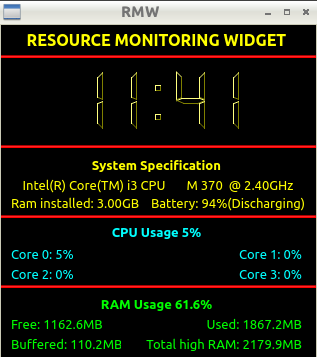 RMW
RESOURCE MONITORING WIDGET
11:41
System Specification
Intel(R) Core(TM) i3 CPU M 370 @ 2.40GHz
Ram installed: 3.00GB Battery: 94%(Discharging)
CPU Usage 5%
Core 0: 5% Core 1: 0%
Core 2: 0% Core 3: 0%
RAM Usage 61.6%
Free: 1162.6MB Used: 1867.2MB
Buffered: 110.2MB Total high RAM: 2179.9MB